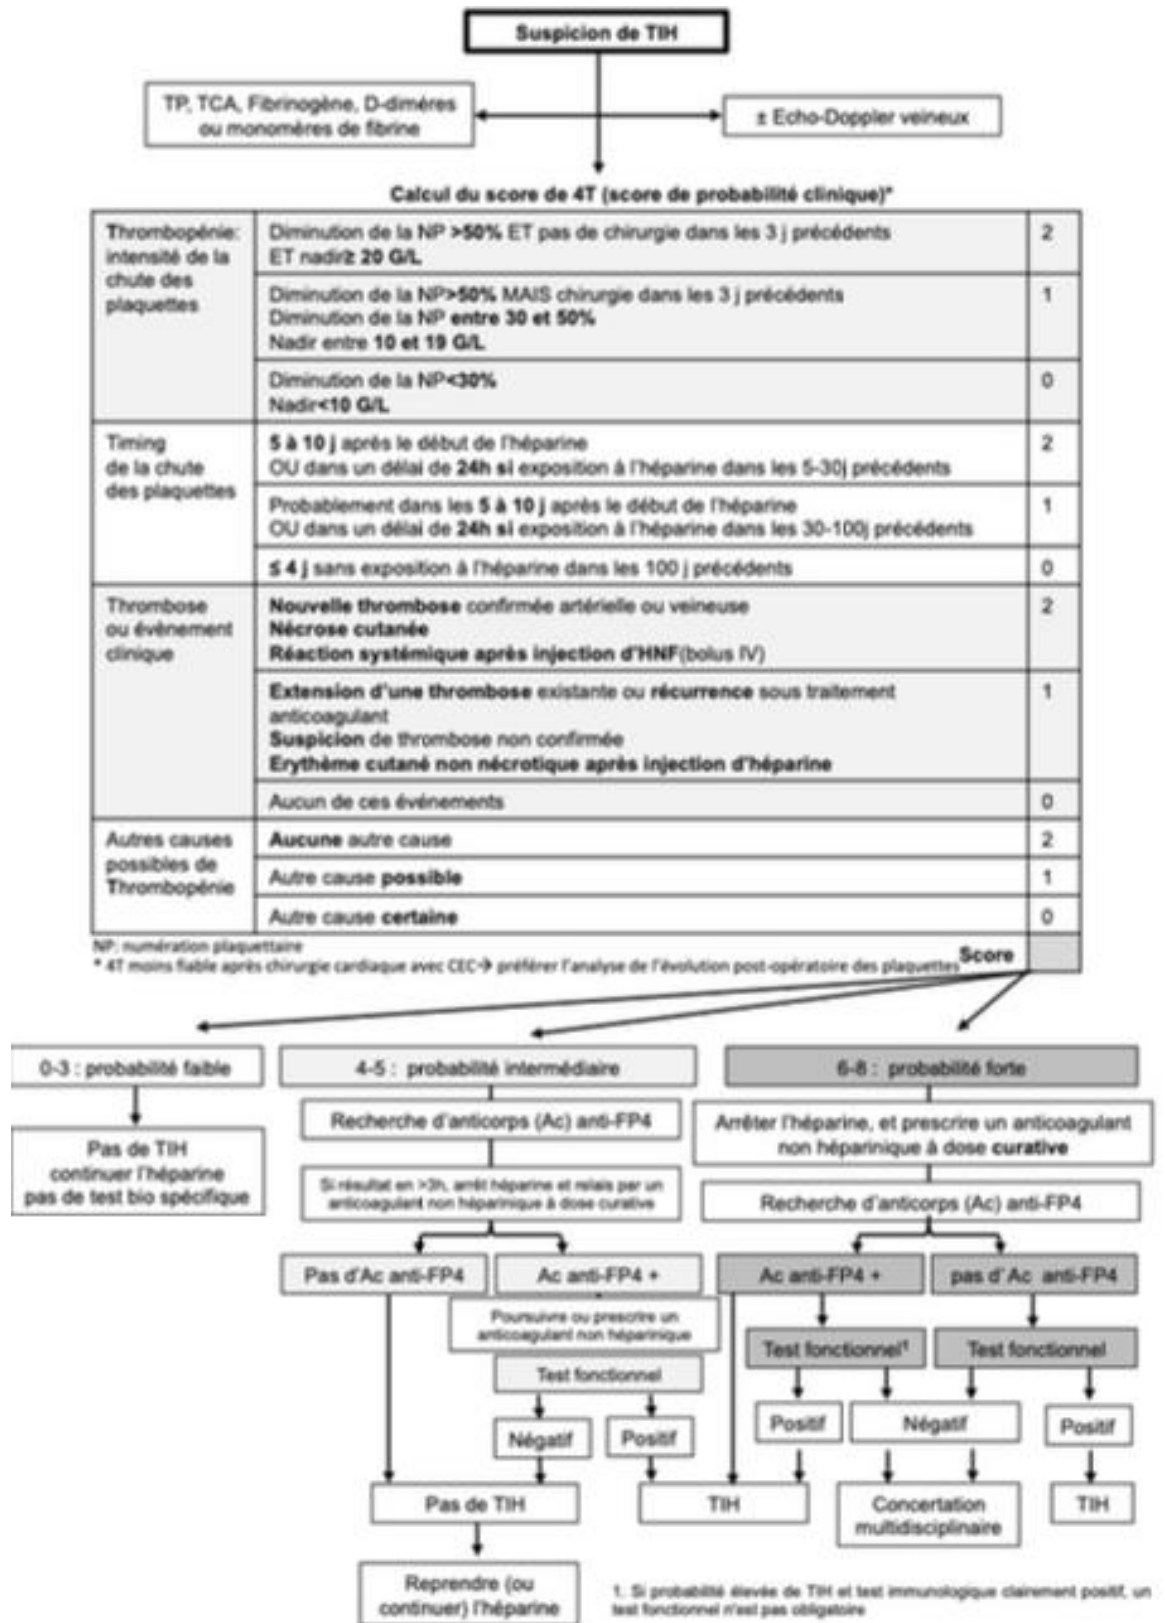 Suspicion de TIH
TP, TCA, Fibrinogène, D-dimères
ou monomères de fibrine
± Echo-Doppler veineux
Calcul du score de 4T (score de probabilité clinique)*
Thrombopénie:
intensité de la
chute des
plaquettes
Diminution de la NP >50% ET pas de chirurgie dans les 3 j précédents
ET nadir≥ 20 G/L
2
Diminution de la NP>50% MAIS chirurgie dans les 3 j précédents
Diminution de la NP entre 30 et 50%
Nadir entre 10 et 19 G/L
1
Diminution de la NP<30%
Nadir<10 G/L
0
Timing
de la chute
des plaquettes
5 à 10 j après le début de l'héparine
OU dans un délai de 24h si exposition à l'héparine dans les 5-30j précédents
2
Probablement dans les 5 à 10 j après le début de l'héparine
OU dans un délai de 24h si exposition à l'héparine dans les 30-100j précédents
1
≤ 4 j sans exposition à l'héparine dans les 100 j précédents
0
Thrombose
ou évènement
clinique
Nouvelle thrombose confirmée artérielle ou veineuse
Nécrose cutanée
Réaction systémique après injection d'HNF(bolus IV)
2
Extension d'une thrombose existante ou récurrence sous traitement
anticoagulant
Suspicion de thrombose non confirmée
Erythème cutané non nécrotique après injection d'héparine
1
Aucun de ces événements
0
Autres causes
possibles de
Thrombopénie
Aucune autre cause
2
Autre cause possible
1
Autre cause certaine
0
NP: numération plaquettaire
* 4T moins fiable après chirurgie cardiaque avec CEC→ préférer l'analyse de l'évolution post-opératoire des plaquettes
Score
0-3 : probabilité faible
4-5 : probabilité intermédiaire
6-8 : probabilité forte
Pas de TIH
continuer l'héparine
pas de test bio spécifique
Recherche d'anticorps (Ac) anti-FP4
Arrêter l'héparine, et prescrire un anticoagulant
non héparinique à dose curative
Si résultat en >3h, arrêt héparine et relais par un
anticoagulant non héparinique à dose curative
Recherche d'anticorps (Ac) anti-FP4
Pas d'Ac anti-FP4
Ac anti-FP4 +
Ac anti-FP4 +
pas d'Ac anti-FP4
Poursuivre ou prescrire un
anticoagulant non héparinique
Test fonctionnel
Test fonctionnel¹
Test fonctionnel
Négatif
Positif
Positif
Négatif
Positif
Pas de TIH
TIH
Concertation
multidisciplinaire
TIH
Reprendre (ou
continuer) l'héparine
1. Si probabilité élevée de TIH et test immunologique clairement positif, un
test fonctionnel n'est pas obligatoire